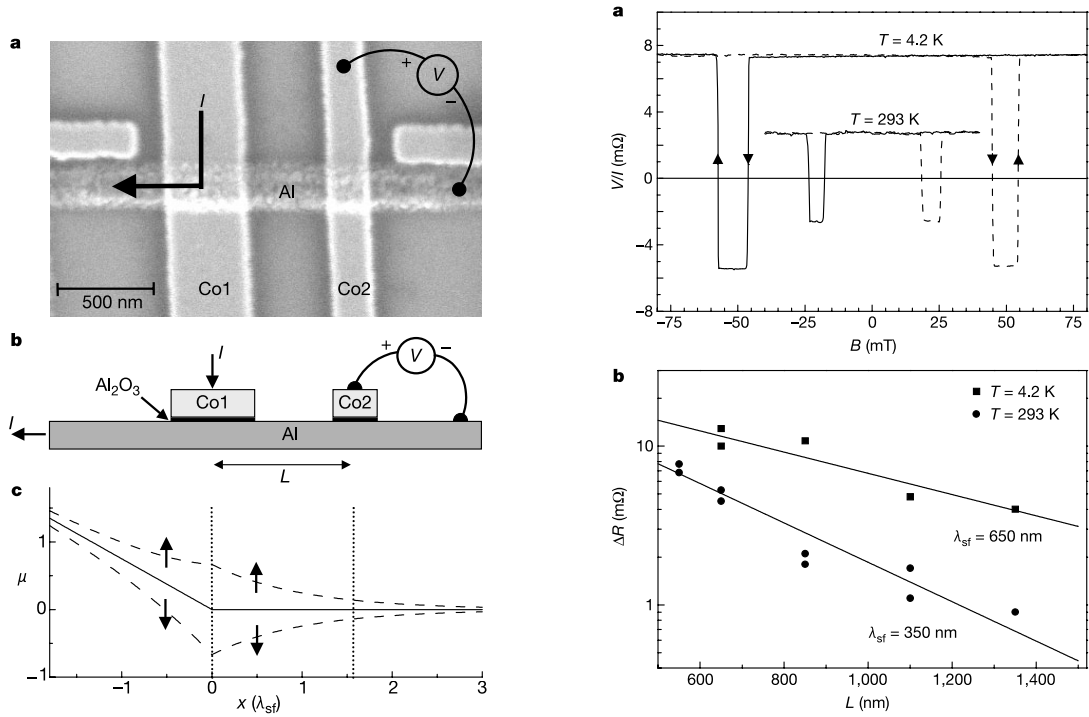 a
I
+
V
−
Al
500 nm
Co1
Co2
b
I
+
V
−
Al₂O₃
Co1
Co2
I
Al
L
c
1
μ
0
−1
−1
0
1
2
3
x (λsf)
a
8
T = 4.2 K
4
T = 293 K
V/I (mΩ)
0
−4
−8
−75
−50
−25
0
25
50
75
B (mT)
b
T = 4.2 K
T = 293 K
10
ΔR (mΩ)
λsf = 650 nm
1
λsf = 350 nm
600
800
1,000
1,200
1,400
L (nm)